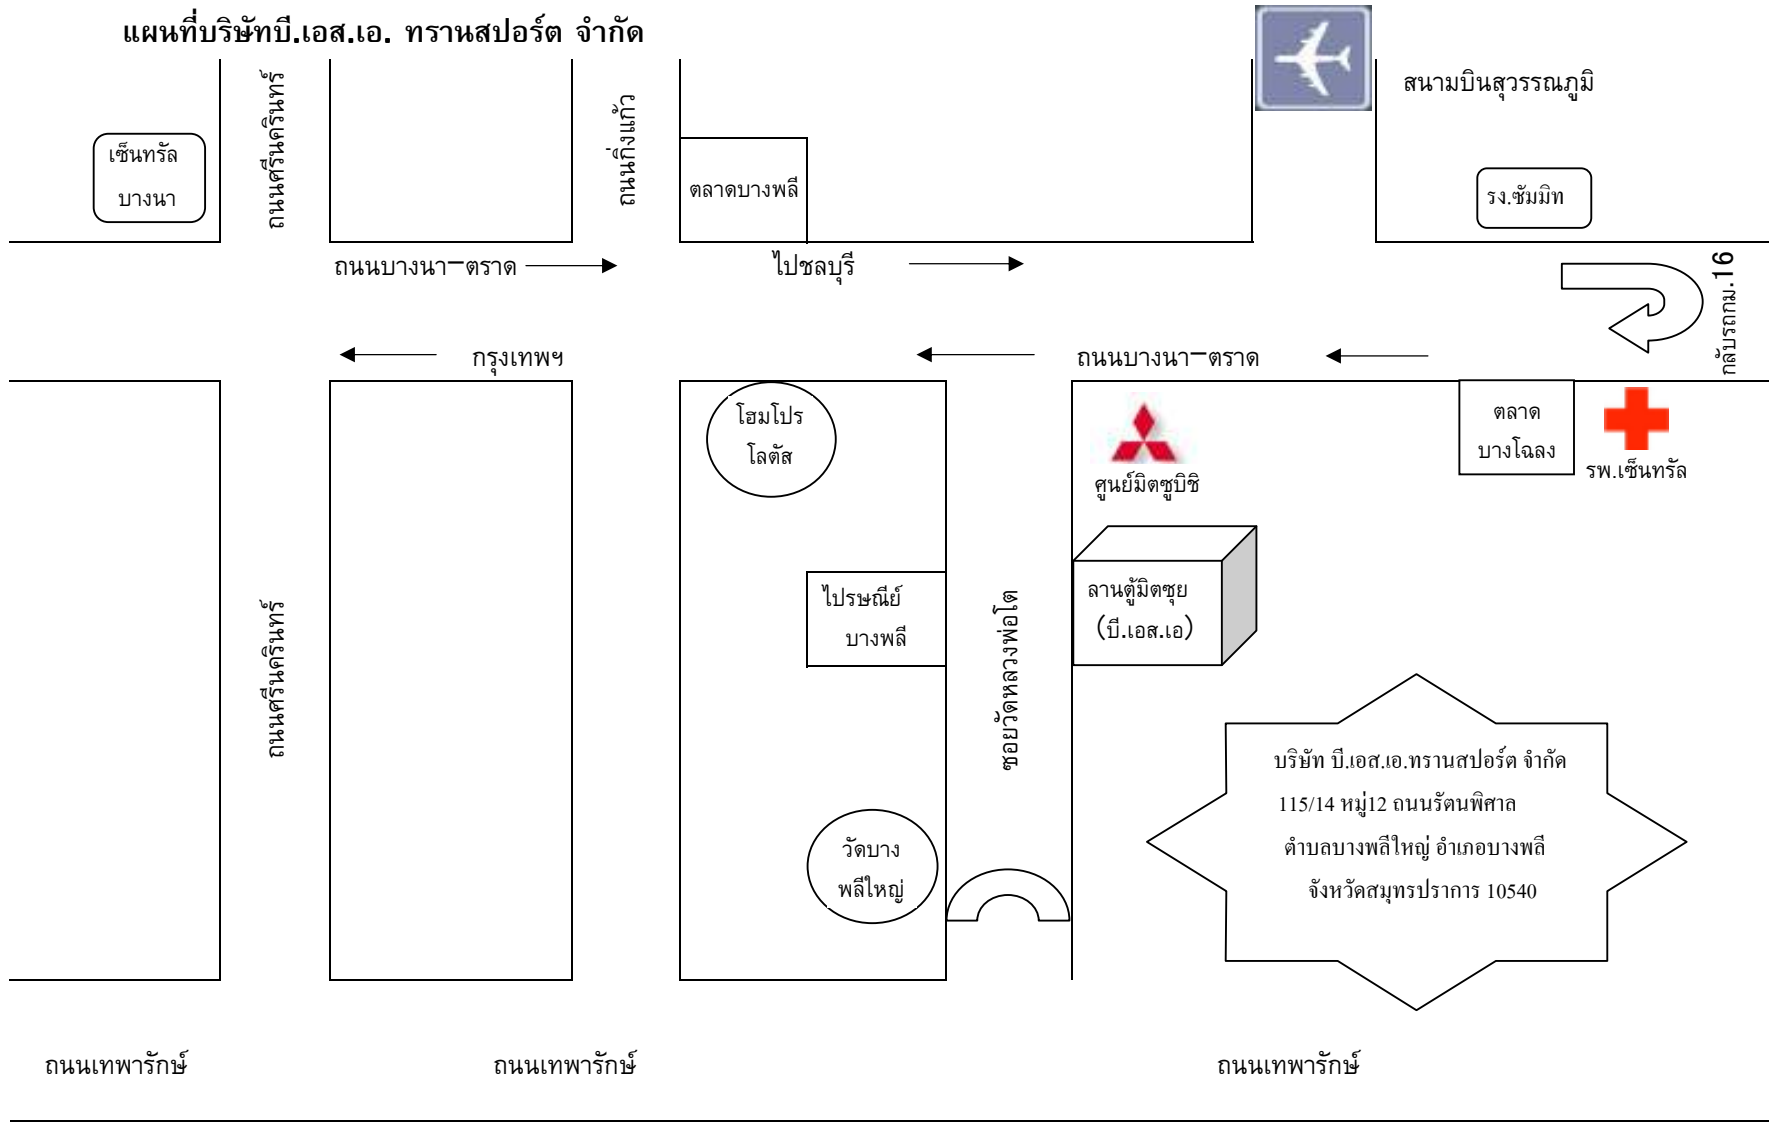 แผนที่บริษัทบี.เอส.เอ. ทรานสปอร์ต จำกัด
สนามบินสุวรรณภูมิ
ถนนศรีนครินทร์
ถนนกิ่งแก้ว
เซ็นทรัล
บางนา
ตลาดบางพลี
รง.ซัมมิท
ถนนบางนา-ตราด
ไปชลบุรี
กลับรถกม.16
กรุงเทพฯ
ถนนบางนา-ตราด
โฮมโปร
โลตัส
ศูนย์มิตซูบิชิ
ตลาด
บางโฉลง
รพ.เซ็นทรัล
ถนนศรีนครินทร์
ไปรษณีย์
บางพลี
ซอยวัดหลวงพ่อโต
ลานตู้มิตซุย
(บี.เอส.เอ)
วัดบาง
พลีใหญ่
บริษัท บี.เอส.เอ.ทรานสปอร์ต จำกัด
115/14 หมู่12 ถนนรัตนพิศาล
ตำบลบางพลีใหญ่ อำเภอบางพลี
จังหวัดสมุทรปราการ 10540
ถนนเทพารักษ์
ถนนเทพารักษ์
ถนนเทพารักษ์